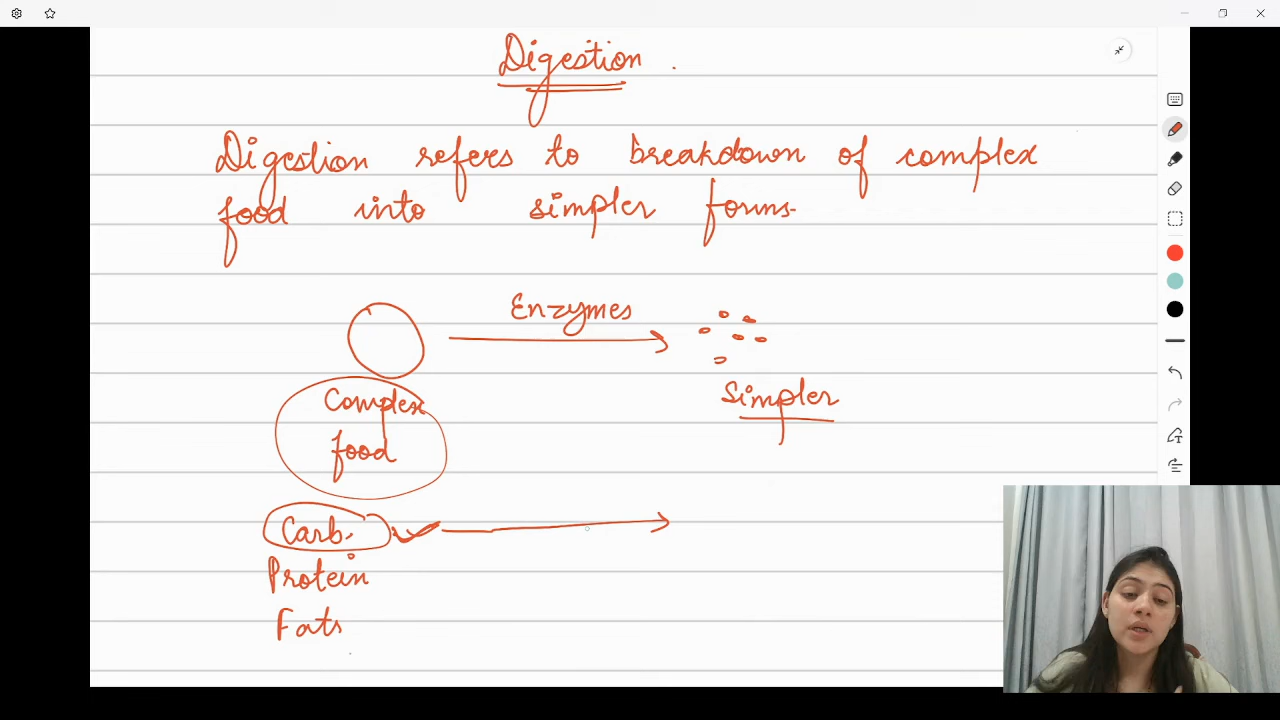 Digestion.
Digestion refers to breakdown of complex
food into simpler forms.
Enzymes
Complex
food
Simpler
Carb.
Protein
Fats